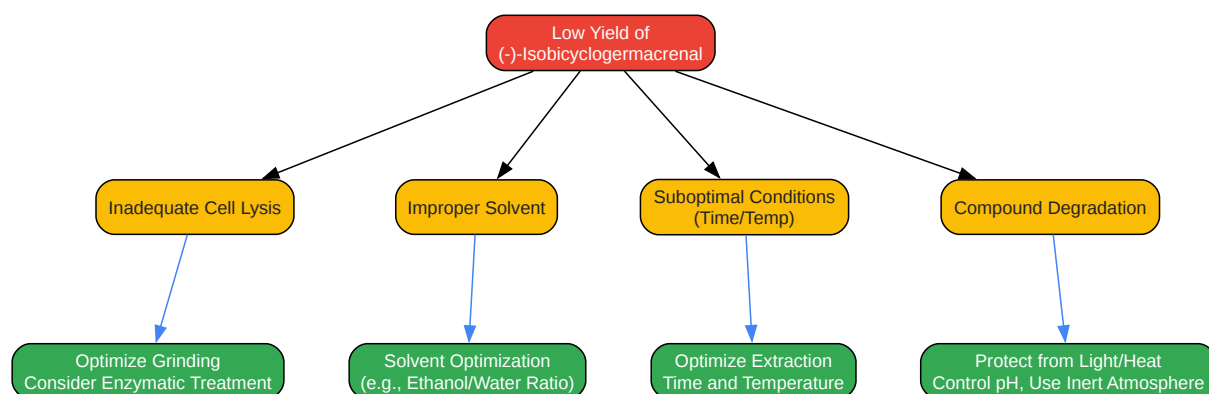 Low Yield of
(-)-Isobicyclogermacrenal
Inadequate Cell Lysis
Improper Solvent
Suboptimal Conditions
(Time/Temp)
Compound Degradation
Optimize Grinding
Consider Enzymatic Treatment
Solvent Optimization
(e.g., Ethanol/Water Ratio)
Optimize Extraction
Time and Temperature
Protect from Light/Heat
Control pH, Use Inert Atmosphere